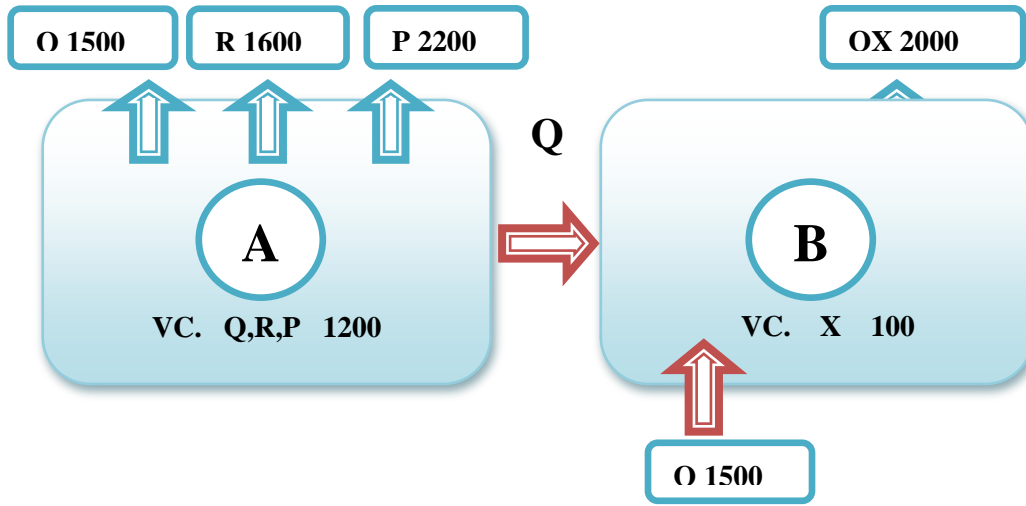 O 1500
R 1600
P 2200
OX 2000
Q
A
B
VC. Q,R,P 1200
VC. X 100
O 1500